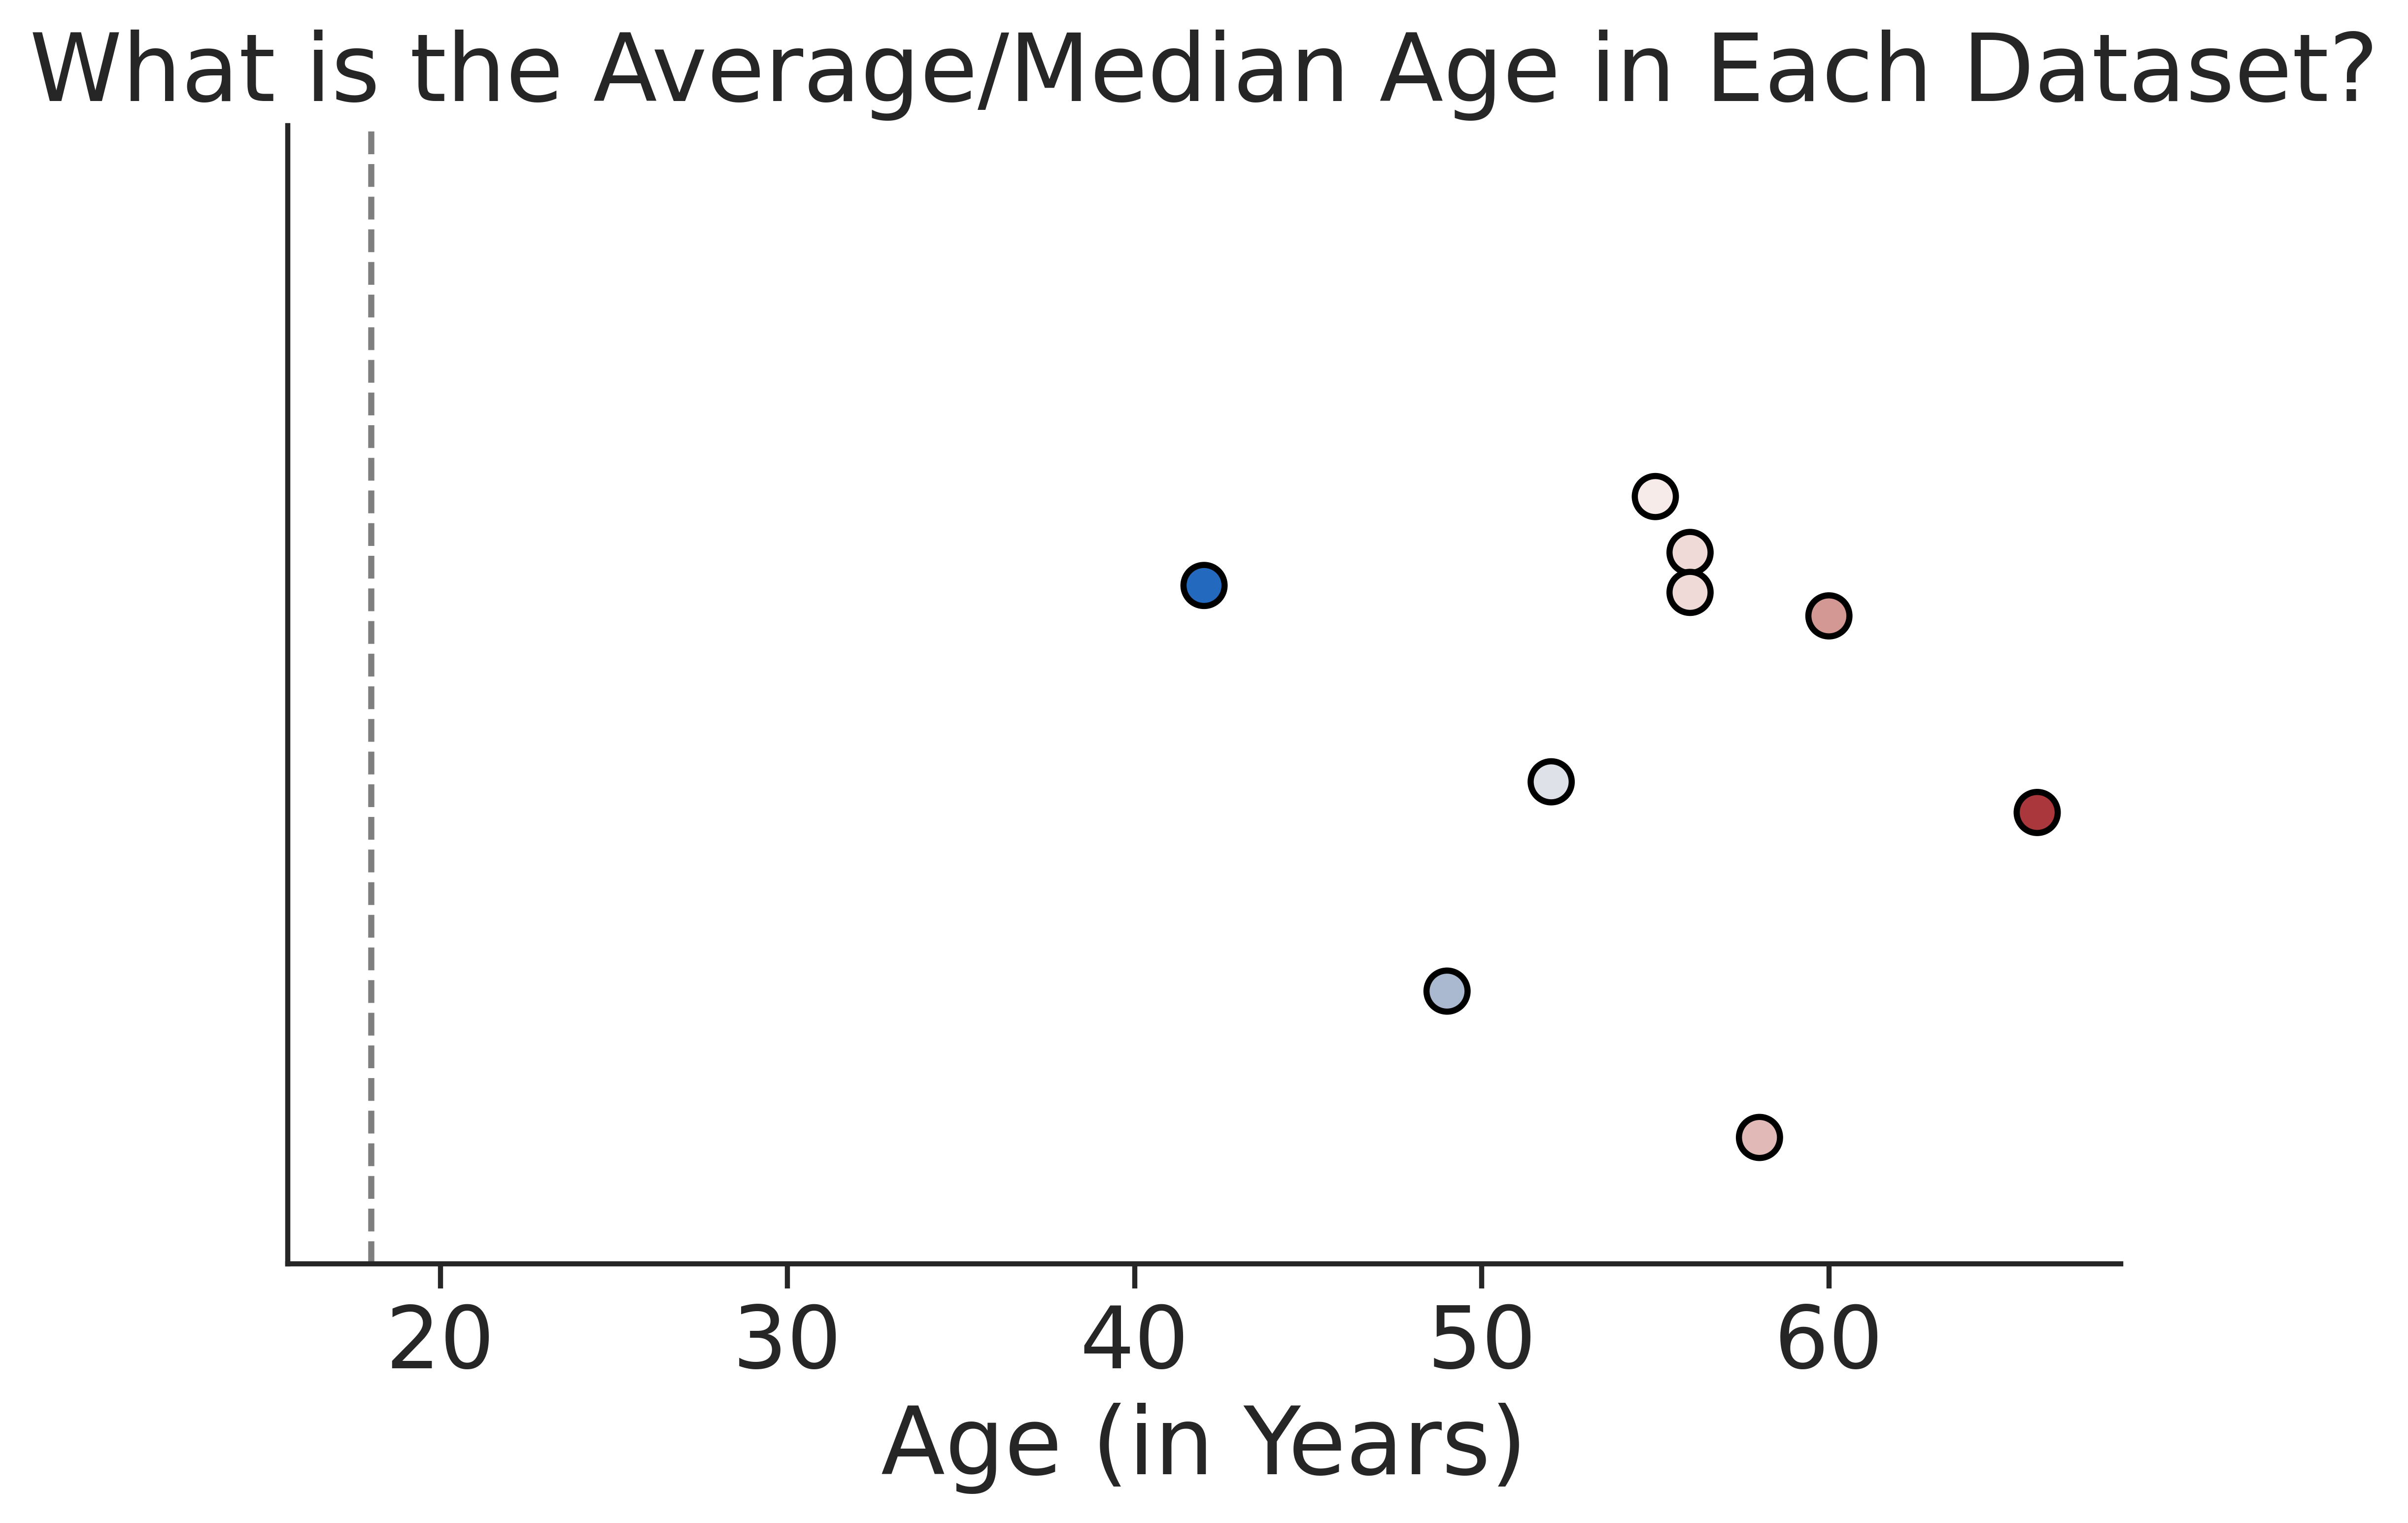 What is the Average/Median Age in Each Dataset?
20 30 40 50 60
Age (in Years)